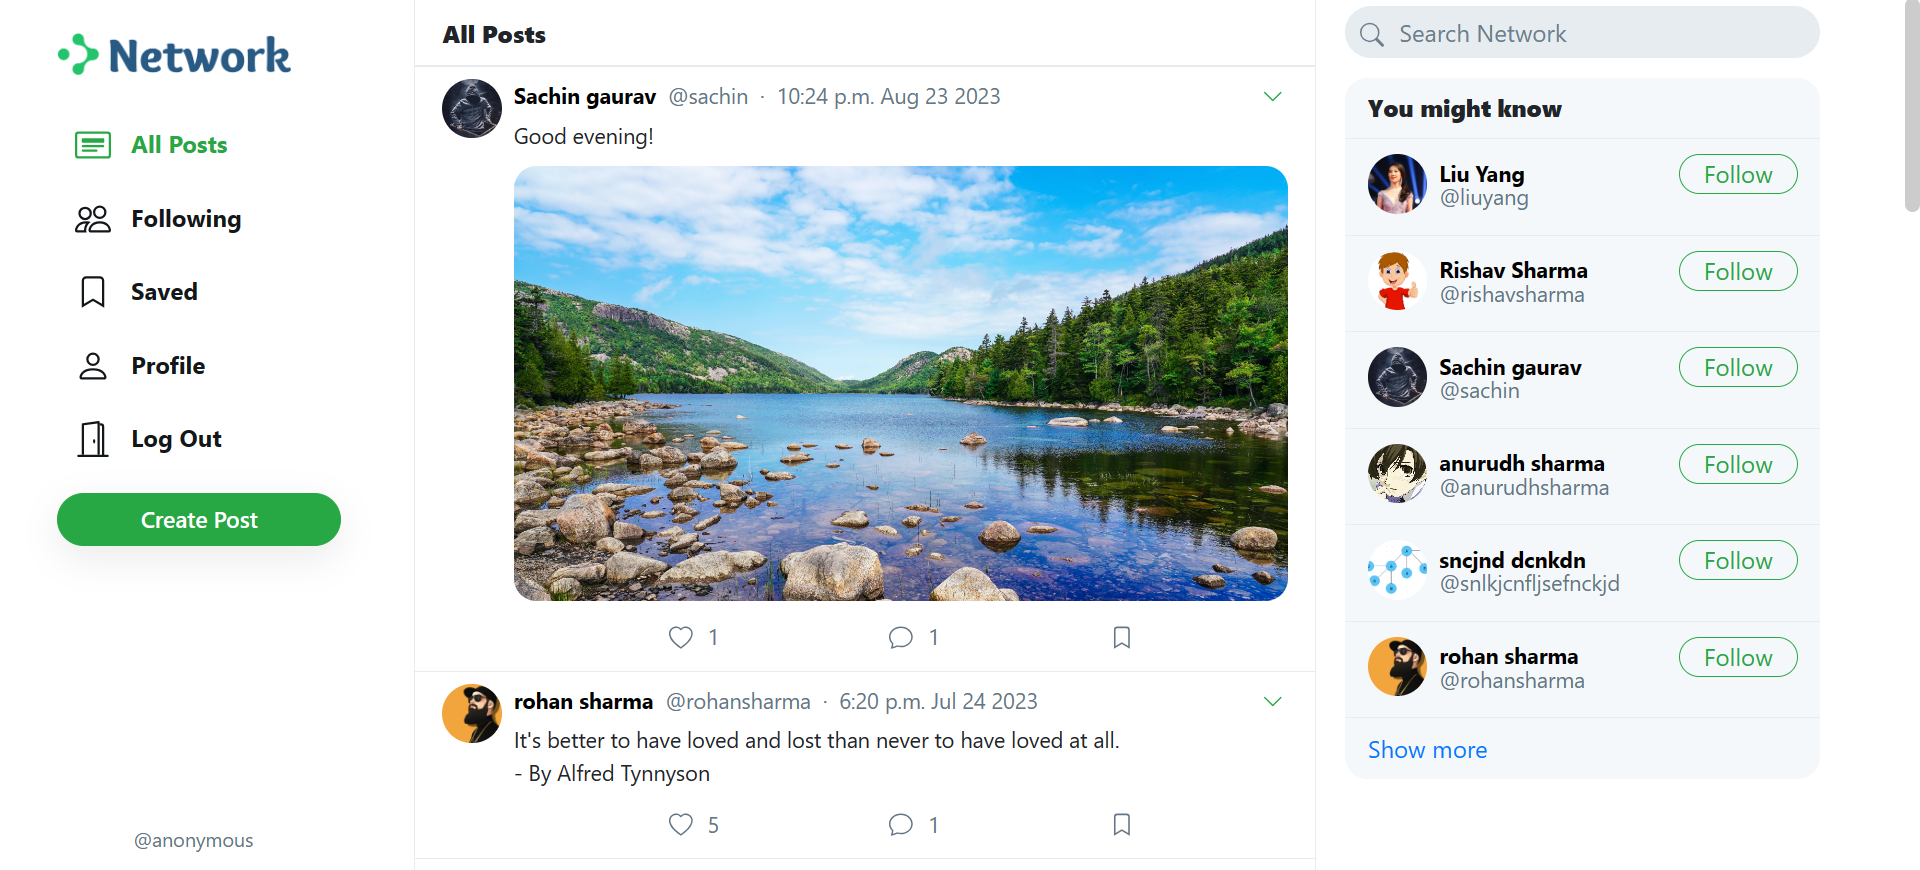 Network
All Posts
Following
Saved
Profile
Log Out
Create Post
@anonymous
All Posts
Sachin gaurav @sachin · 10:24 p.m. Aug 23 2023
Good evening!
1 1
rohan sharma @rohansharma · 6:20 p.m. Jul 24 2023
It's better to have loved and lost than never to have loved at all.
- By Alfred Tynnyson
5 1
Search Network
You might know
Liu Yang Follow
@liuyang
Rishav Sharma Follow
@rishavsharma
Sachin gaurav Follow
@sachin
anurudh sharma Follow
@anurudhsharma
sncjnd dcnkdn Follow
@snlkjcnfljsefnckjd
rohan sharma Follow
@rohansharma
Show more